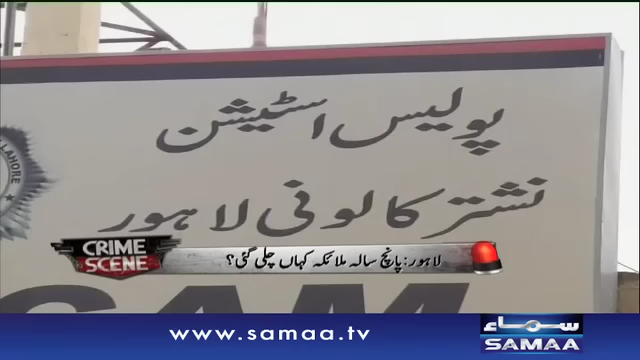 پولیس اسٹیشن
نشتر کالونی لاہور
LAHORE
CRIME
SCENE
لاہور: پانچ سالہ ملائکہ کہاں چلی گئی؟
www.samaa.tv
سماء
SAMAA